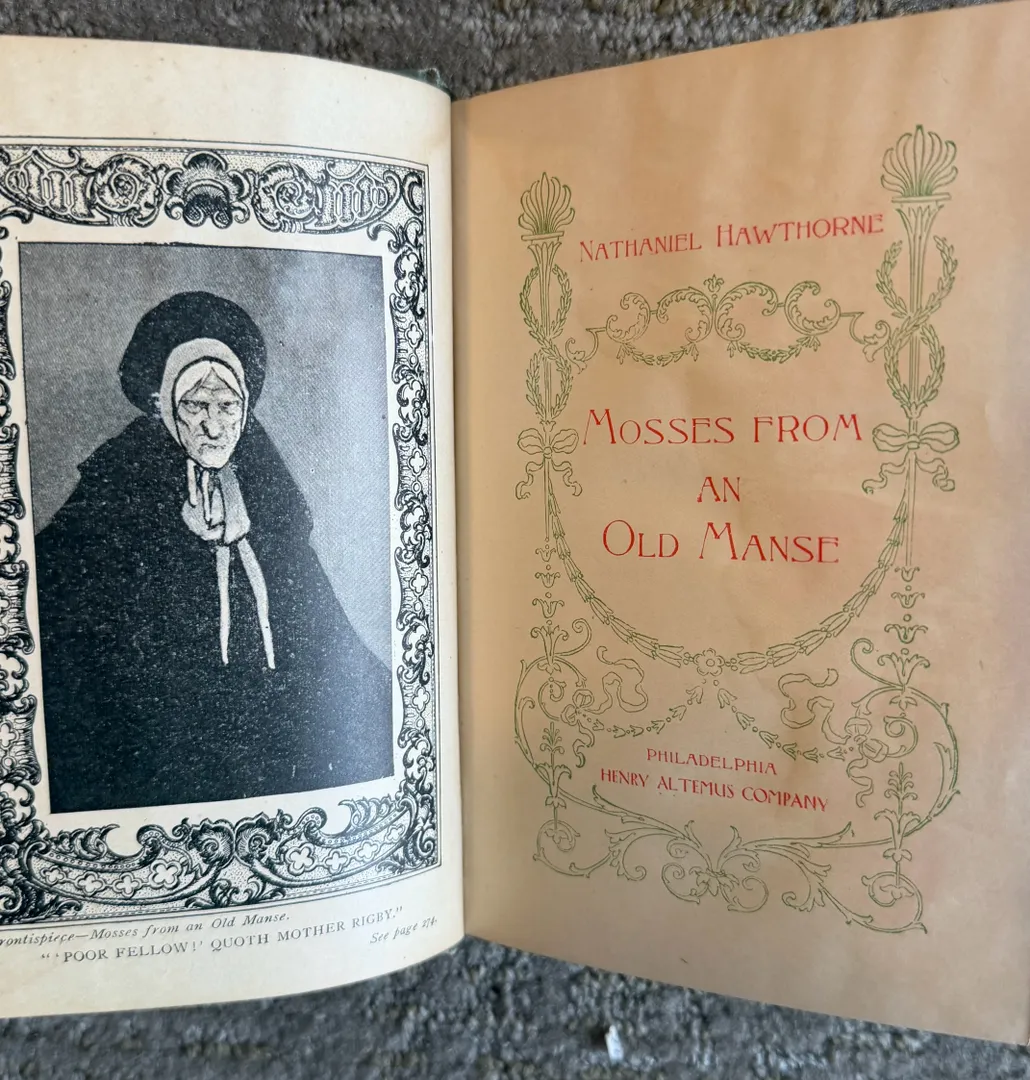 rontispiece—Mosses from an Old Manse.
“‘POOR FELLOW!’ QUOTH MOTHER RIGBY.”
See page 274.
NATHANIEL HAWTHORNE
MOSSES FROM
AN
OLD MANSE
PHILADELPHIA
HENRY ALTEMUS COMPANY